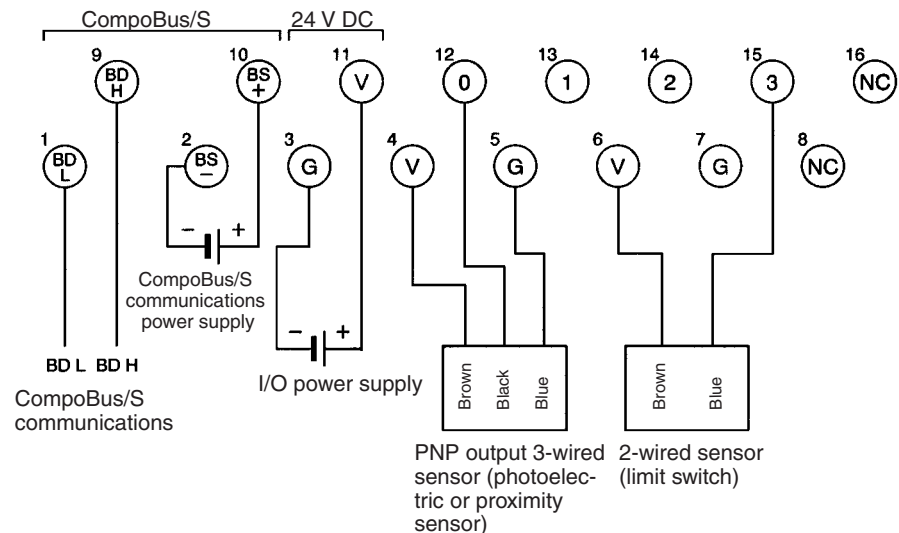 CompoBus/S
24 V DC
9
10
11
12
13
14
15
16
BD
H
BS
+
V
0
1
2
3
NC
1
2
3
4
5
6
7
8
BD
L
BS
−
G
V
G
V
G
NC
− +
CompoBus/S
communications
power supply
− +
I/O power supply
BD L BD H
CompoBus/S
communications
Brown
Black
Blue
Brown
Blue
PNP output 3-wired
sensor (photoelec-
tric or proximity
sensor)
2-wired sensor
(limit switch)